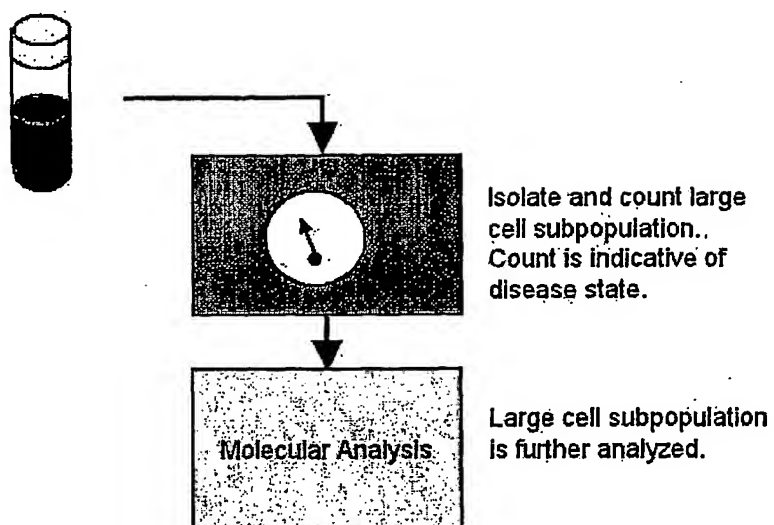 Isolate and count large
cell subpopulation..
Count is indicative of
disease state.
Molecular Analysis
Large cell subpopulation
is further analyzed.